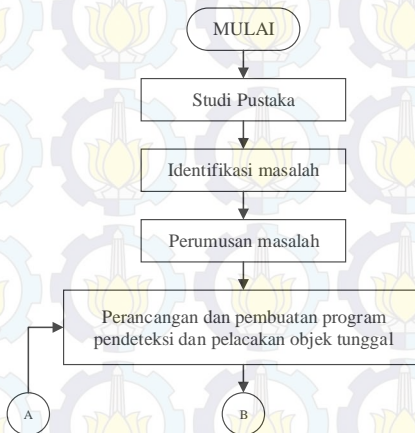 MULAI
Studi Pustaka
Identifikasi masalah
Perumusan masalah
Perancangan dan pembuatan program
pendeteksi dan pelacakan objek tunggal
A
B